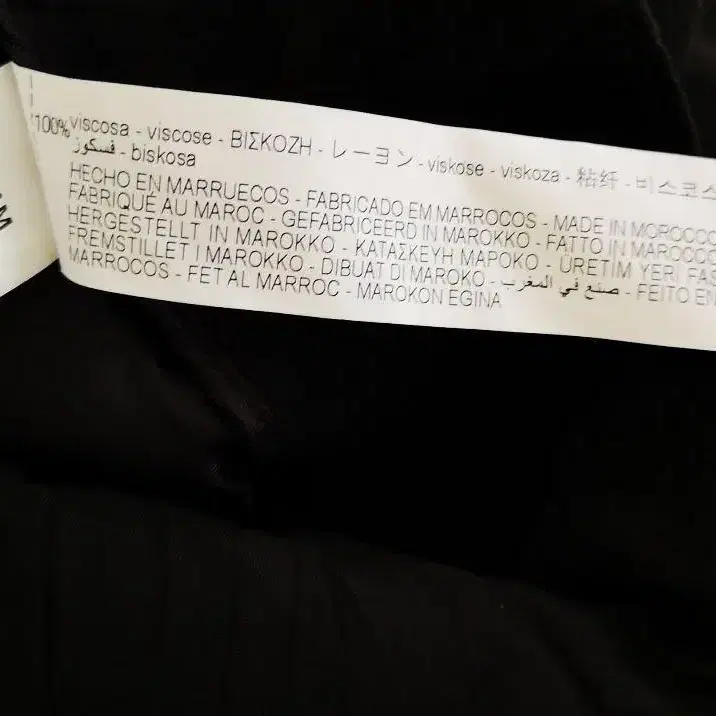 100% viscosa - viscose - ΒΙΣΚΟΖΗ - レーヨン - viskose - viskoza - 粘纤 - 비스코스
فسكوز - biskosa
HECHO EN MARRUECOS - FABRICADO EM MARROCOS - MADE IN MOROCCO
FABRIQUÉ AU MAROC - GEFABRICEERD IN MAROKKO - FATTO IN MAROCCO
HERGESTELLT IN MAROKKO - ΚΑΤΑΣΚΕΥΗ ΜΑΡΟΚΟ - ÜRETIM YERI FAS
FREMSTILLET I MAROKKO - DIBUAT DI MAROKO - صنع في المغرب - FEITO EN
MARROCOS - FET AL MARROC - MAROKON EGINA